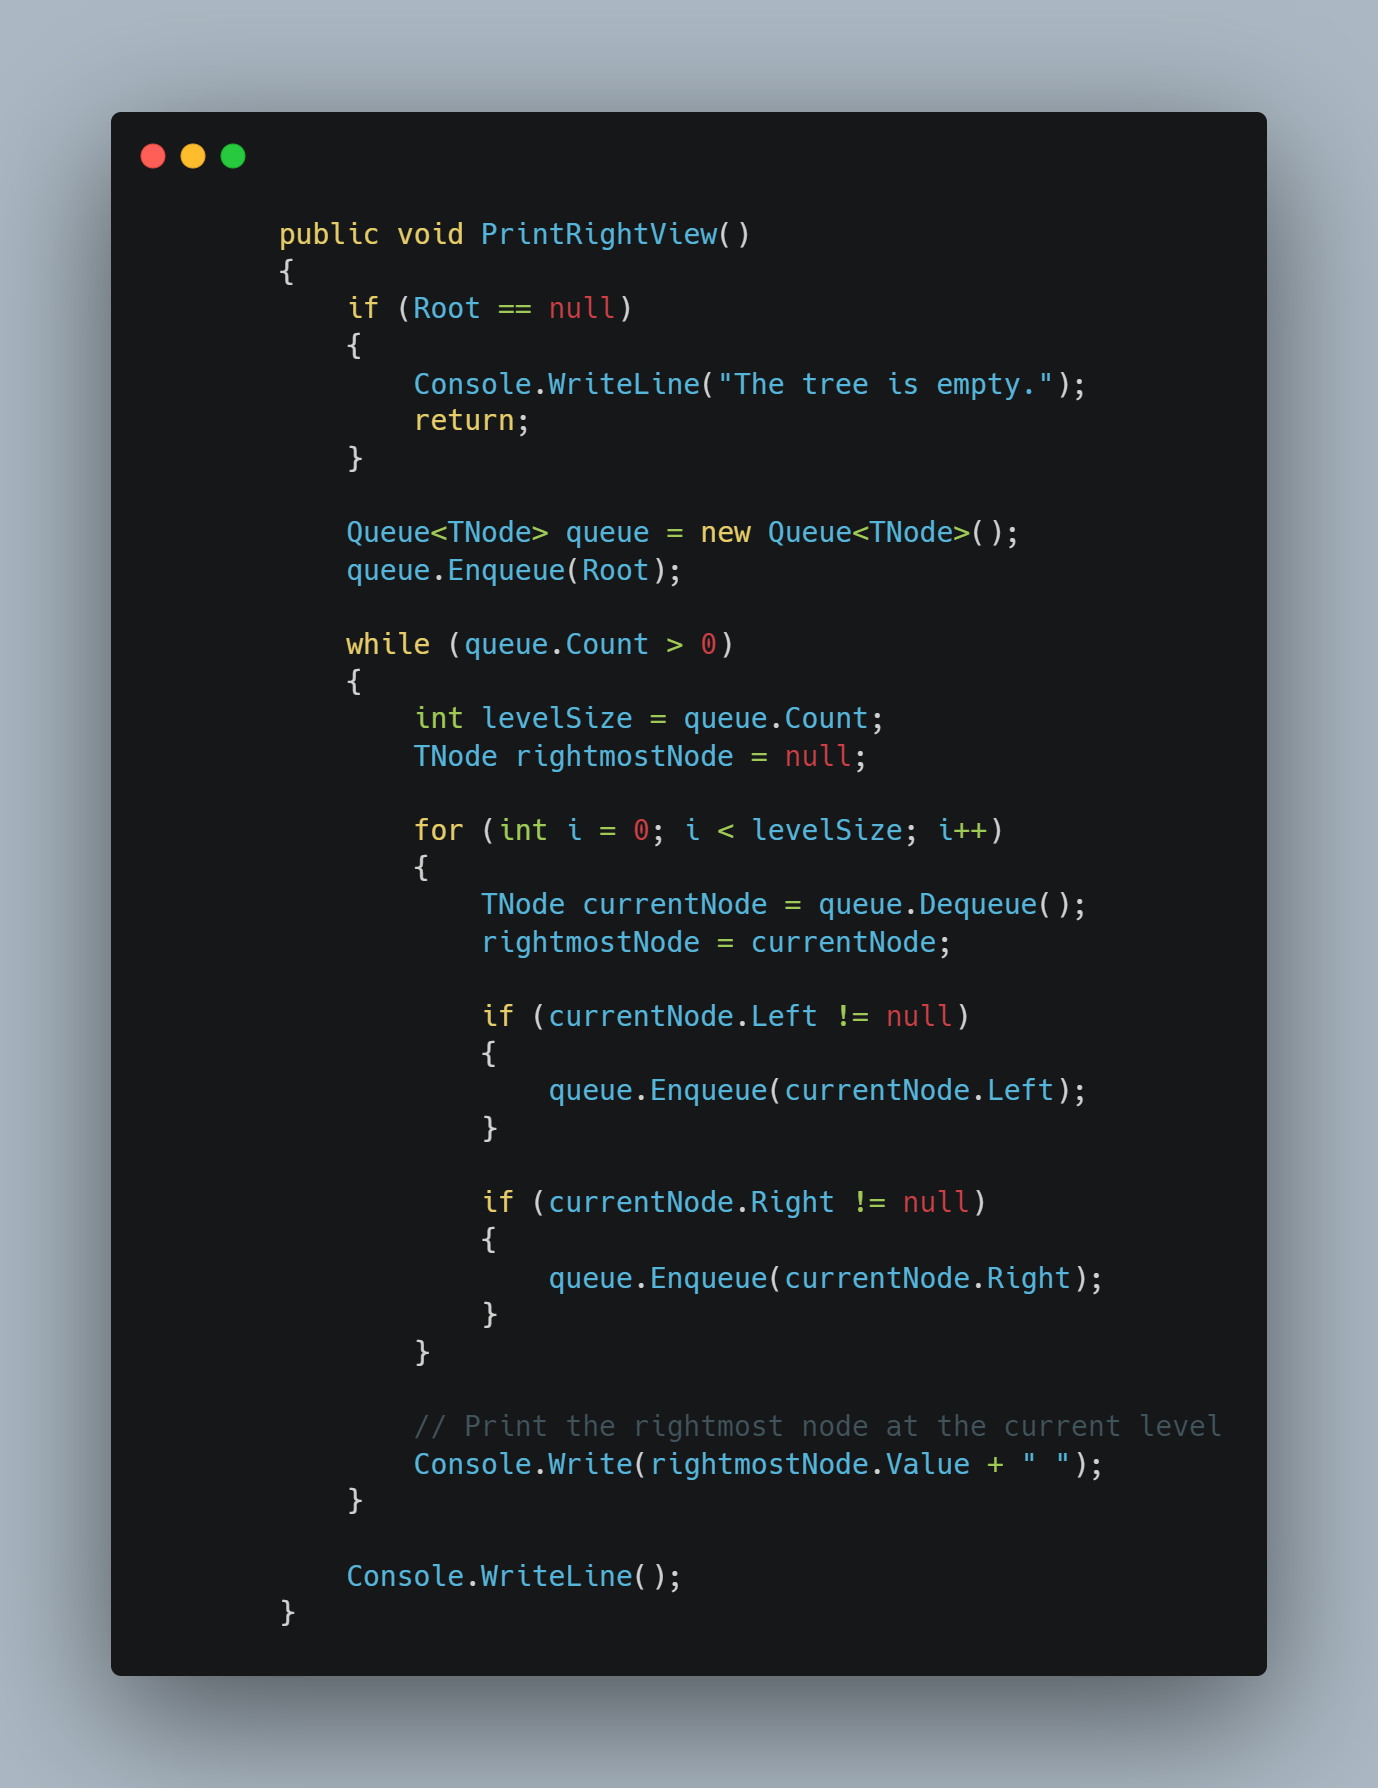 public void PrintRightView()
{
    if (Root == null)
    {
        Console.WriteLine("The tree is empty.");
        return;
    }

    Queue<TNode> queue = new Queue<TNode>();
    queue.Enqueue(Root);

    while (queue.Count > 0)
    {
        int levelSize = queue.Count;
        TNode rightmostNode = null;

        for (int i = 0; i < levelSize; i++)
        {
            TNode currentNode = queue.Dequeue();
            rightmostNode = currentNode;

            if (currentNode.Left != null)
            {
                queue.Enqueue(currentNode.Left);
            }

            if (currentNode.Right != null)
            {
                queue.Enqueue(currentNode.Right);
            }
        }

        // Print the rightmost node at the current level
        Console.Write(rightmostNode.Value + " ");
    }

    Console.WriteLine();
}